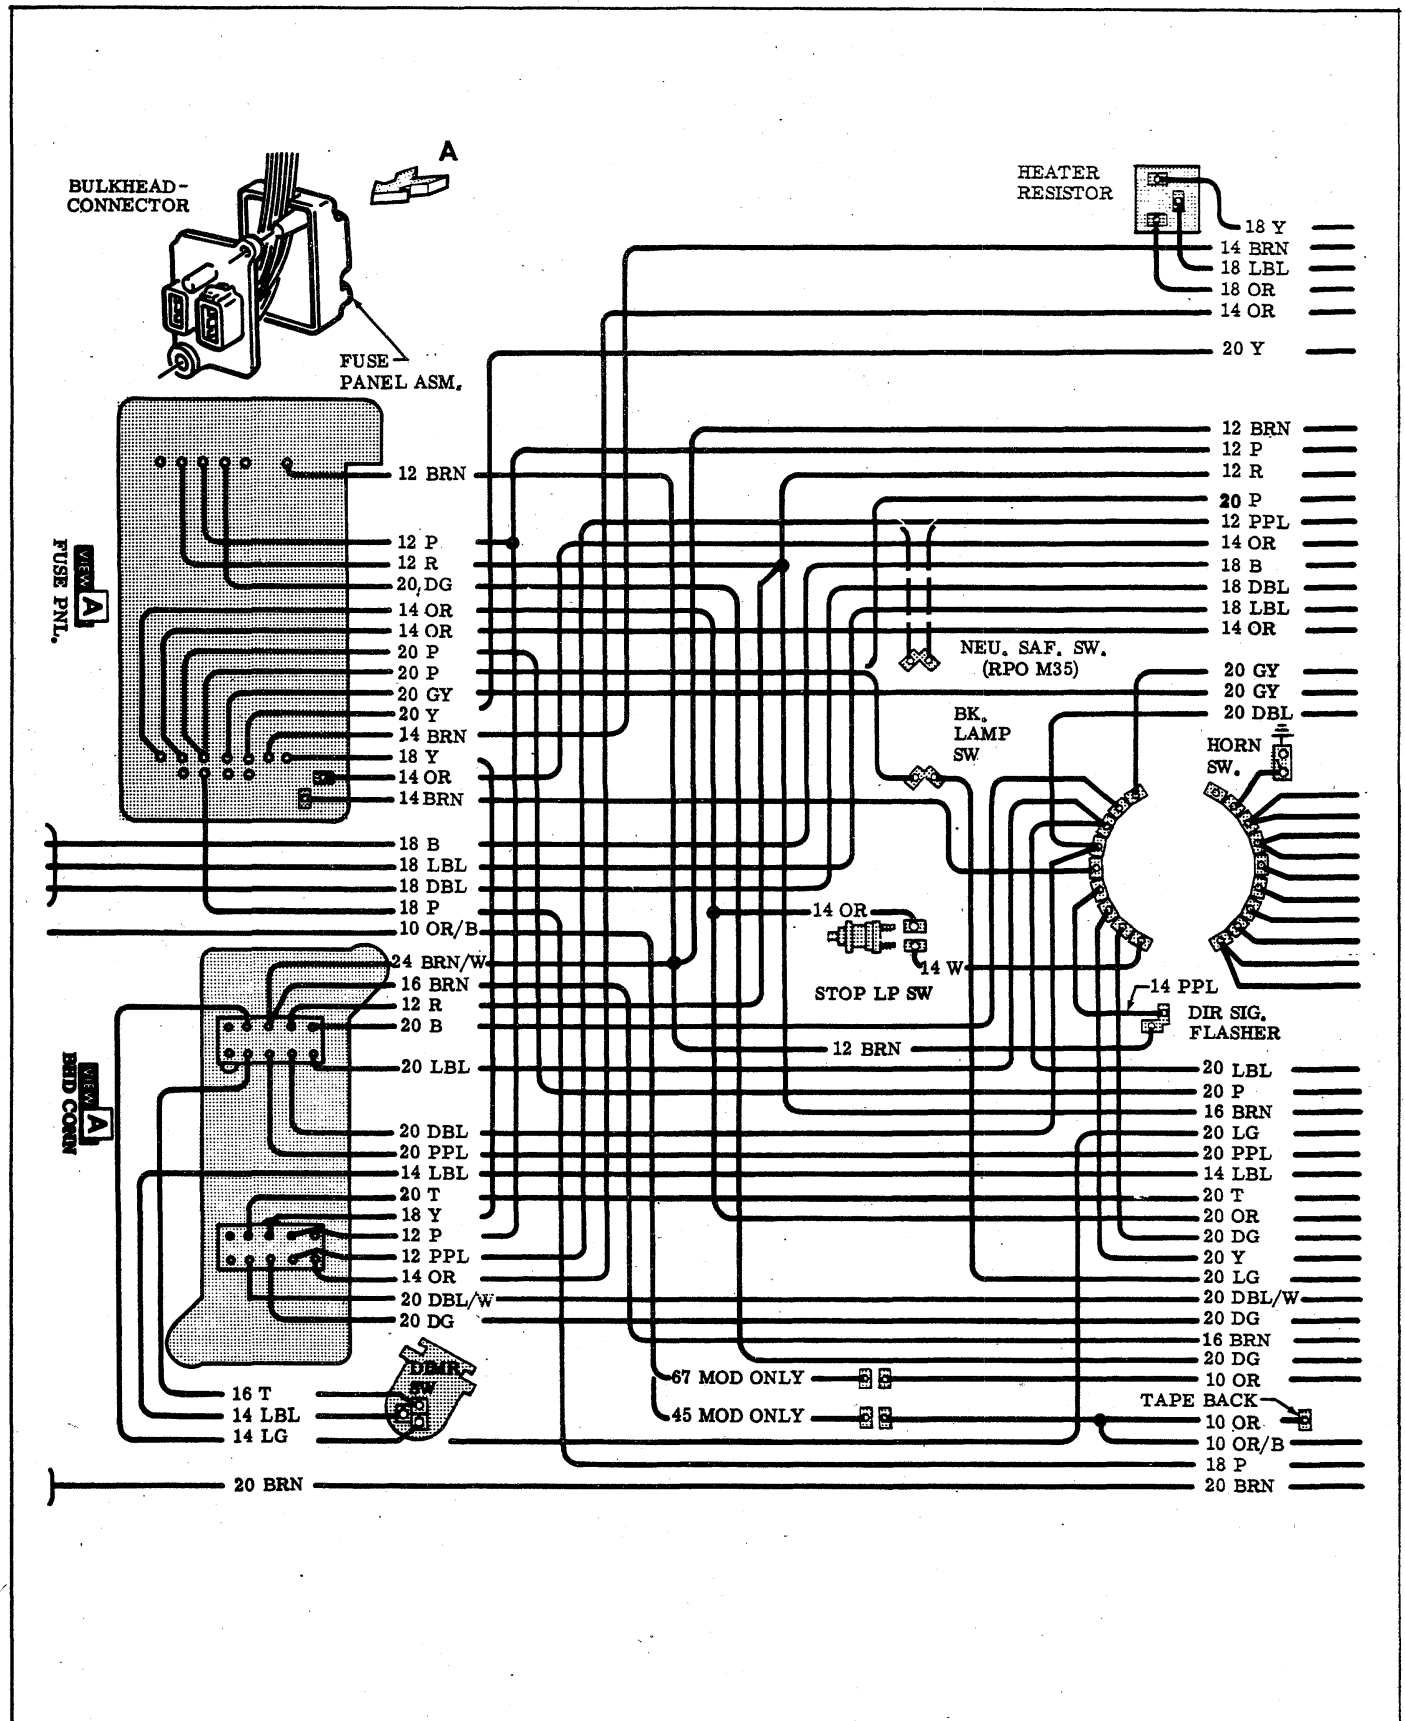 A
BULKHEAD-
CONNECTOR
FUSE
PANEL ASM.
HEATER
RESISTOR
18 Y
14 BRN
18 LBL
18 OR
14 OR
20 Y
12 BRN
12 P
12 R
20 P
12 PPL
14 OR
18 B
18 DBL
18 LBL
14 OR
20 GY
20 GY
20 DBL
NEU. SAF. SW.
(RPO M35)
BK.
LAMP
SW
HORN
SW.
VIEW A
FUSE PNL.
12 BRN
12 P
12 R
20, DG
14 OR
14 OR
20 P
20 P
20 GY
20 Y
14 BRN
18 Y
14 OR
14 BRN
18 B
18 LBL
18 DBL
18 P
10 OR/B
24 BRN/W
16 BRN
12 R
20 B
20 LBL
20 DBL
20 PPL
14 LBL
20 T
18 Y
12 P
12 PPL
14 OR
20 DBL/W
20 DG
14 OR
14 W
STOP LP SW
14 PPL
DIR SIG.
FLASHER
12 BRN
VIEW A
BHD CONN
20 LBL
20 P
16 BRN
20 LG
20 PPL
14 LBL
20 T
20 OR
20 DG
20 Y
20 LG
20 DBL/W
20 DG
16 BRN
20 DG
10 OR
TAPE BACK
10 OR
10 OR/B
18 P
20 BRN
67 MOD ONLY
45 MOD ONLY
DIMR
SW
16 T
14 LBL
14 LG
20 BRN